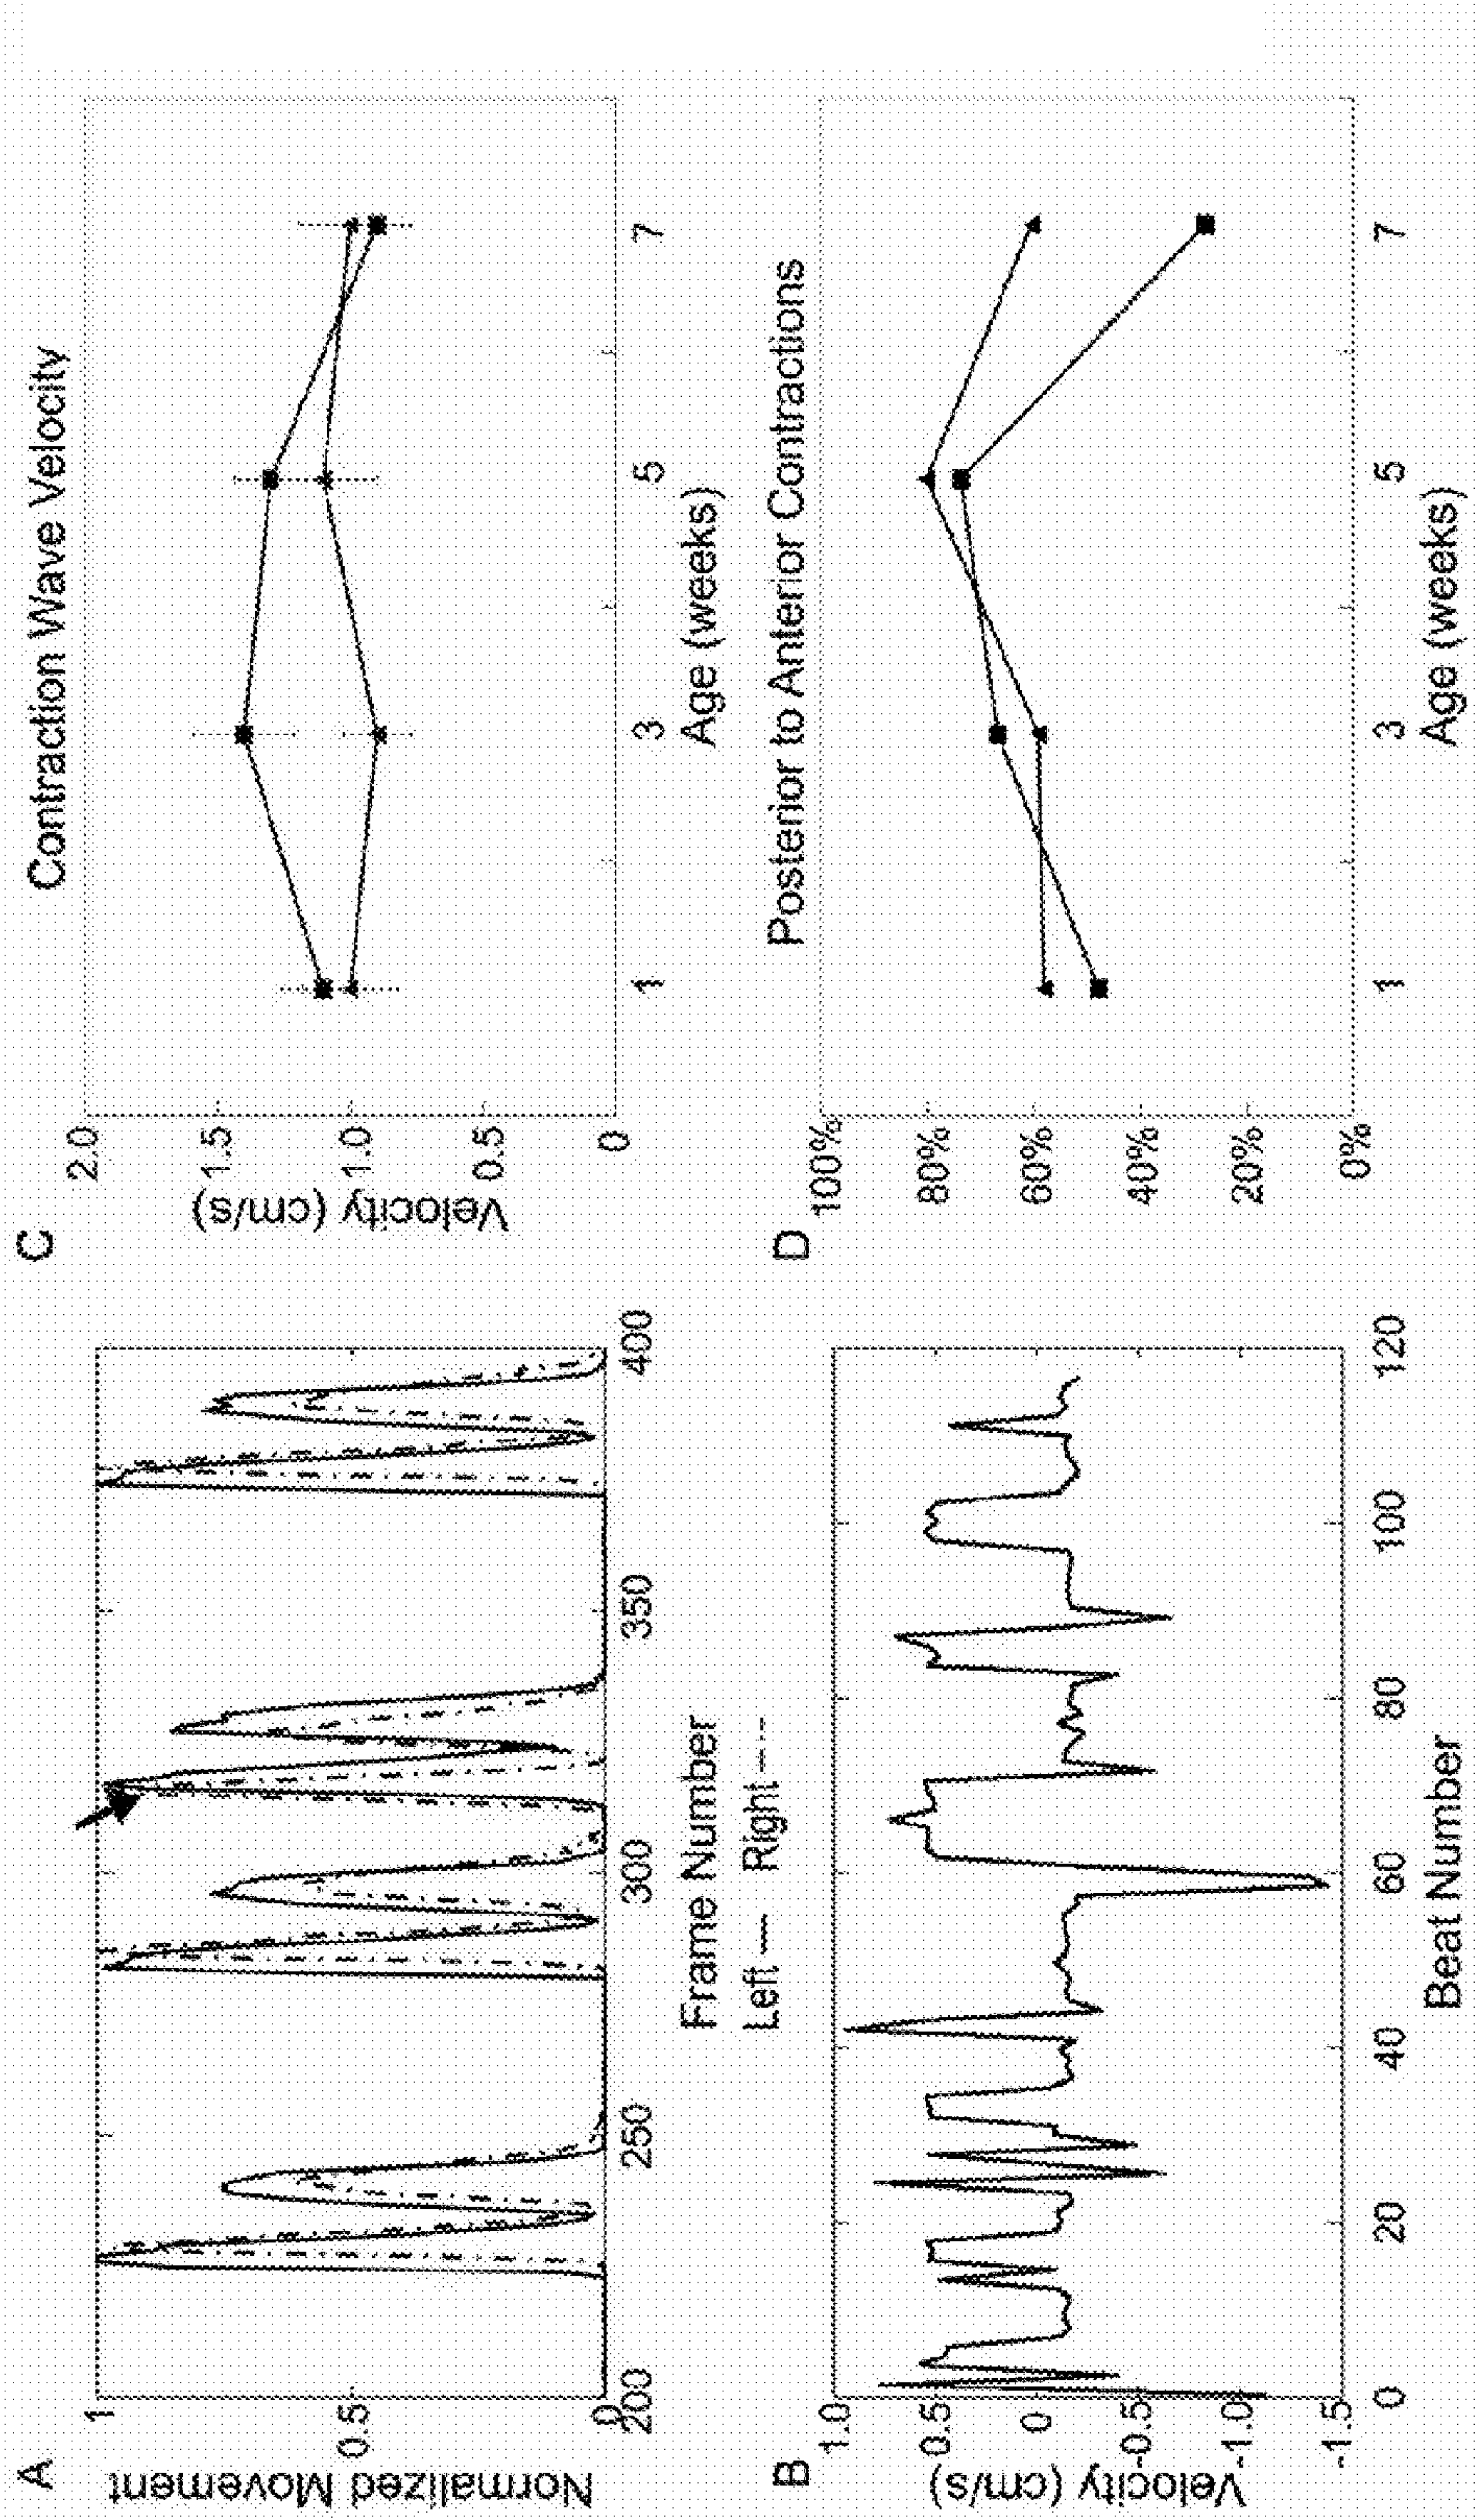 A
Normalized Movement
1
0.5
0
200
250
300
350
400
Frame Number
Left — Right ---
B
Velocity (cm/s)
1.0
0.5
0
-0.5
-1.0
-1.5
0
20
40
60
80
100
120
Beat Number
C
Contraction Wave Velocity
Velocity (cm/s)
2.0
1.5
1.0
0.5
0
1
3
5
7
Age (weeks)
D
Posterior to Anterior Contractions
100%
80%
60%
40%
20%
0%
1
3
5
7
Age (weeks)